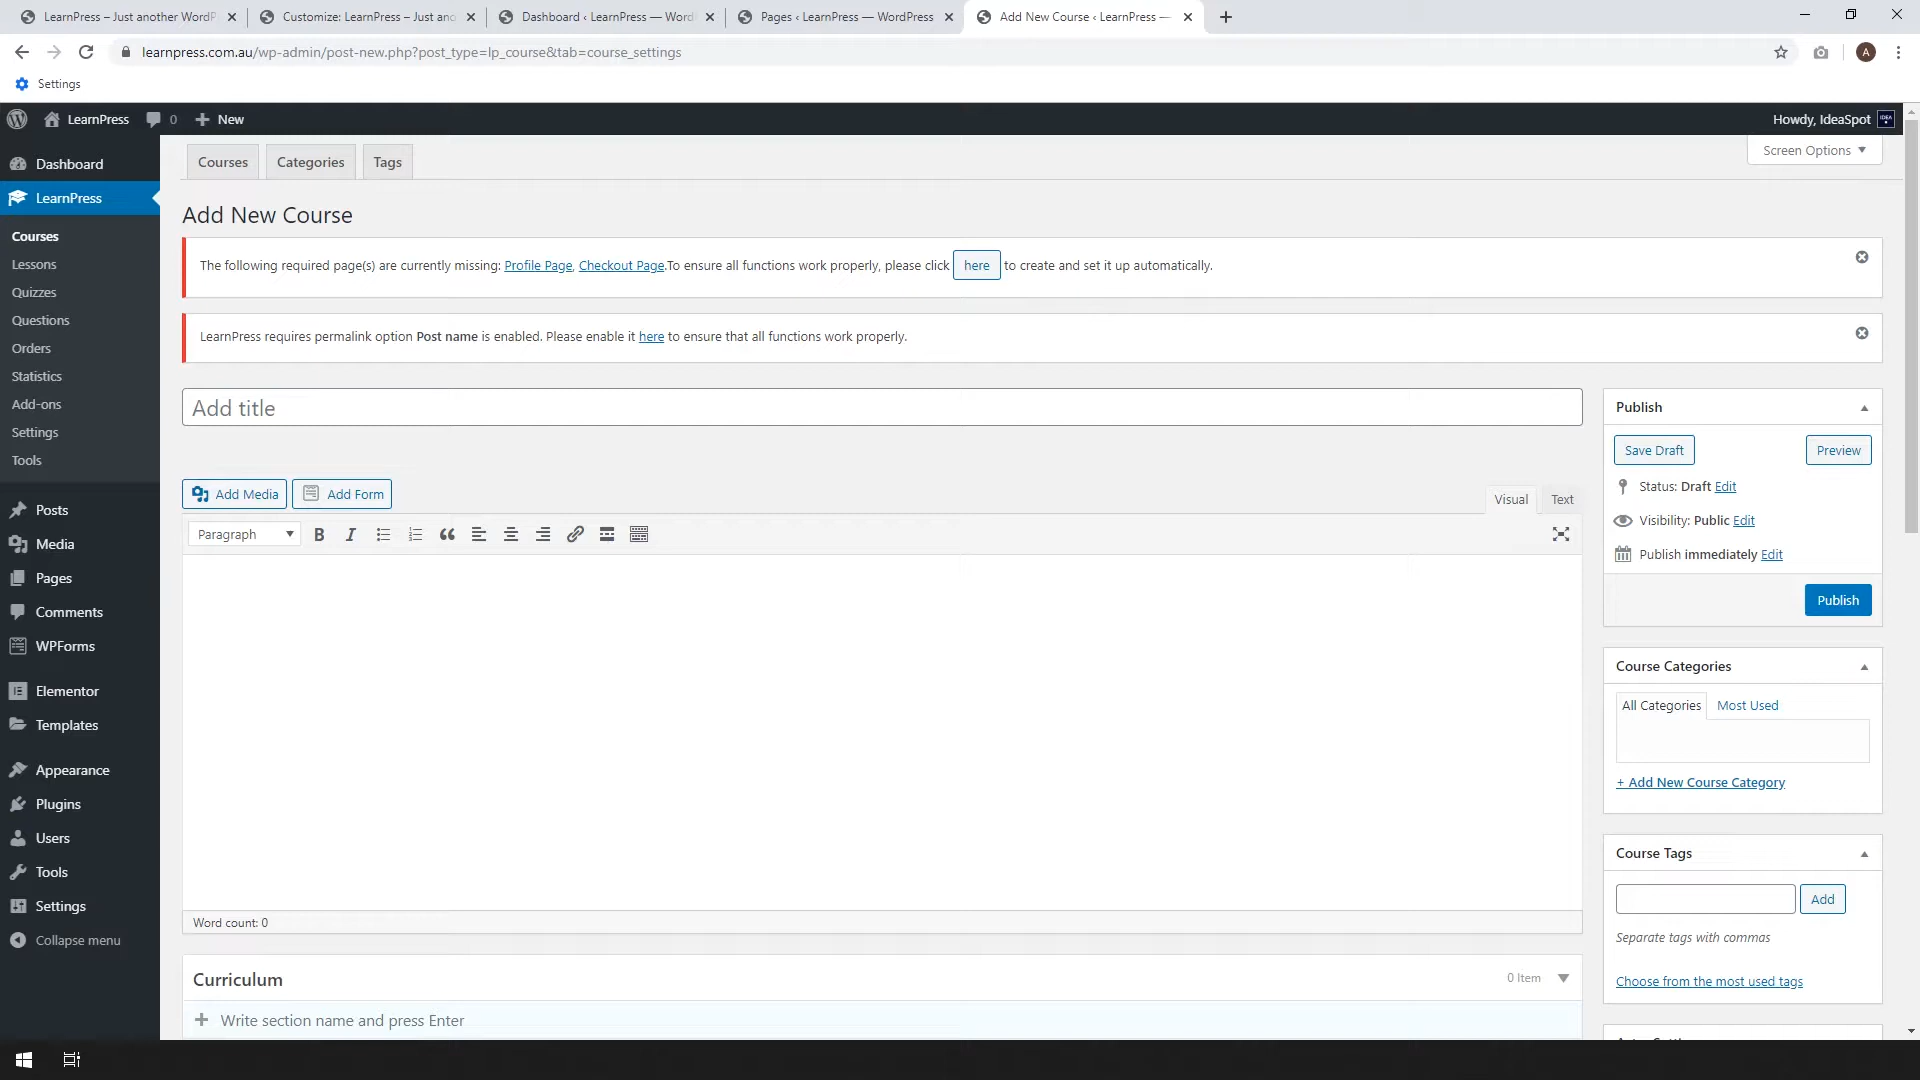 LearnPress – Just another WordP
Customize: LearnPress – Just ano
Dashboard ‹ LearnPress — Word
Pages ‹ LearnPress — WordPress
Add New Course ‹ LearnPress —
learnpress.com.au/wp-admin/post-new.php?post_type=lp_course&tab=course_settings
A
Settings
LearnPress
0
New
Howdy, IdeaSpot
Dashboard
LearnPress
Courses
Lessons
Quizzes
Questions
Orders
Statistics
Add-ons
Settings
Tools
Posts
Media
Pages
Comments
WPForms
Elementor
Templates
Appearance
Plugins
Users
Tools
Settings
Collapse menu
Courses
Categories
Tags
Screen Options
Add New Course
The following required page(s) are currently missing: Profile Page, Checkout Page.To ensure all functions work properly, please click here to create and set it up automatically.
LearnPress requires permalink option Post name is enabled. Please enable it here to ensure that all functions work properly.
Add title
Add Media
Add Form
Visual
Text
Paragraph
B I
Word count: 0
Curriculum
0 Item
Write section name and press Enter
Publish
Save Draft
Preview
Status: Draft Edit
Visibility: Public Edit
Publish immediately Edit
Publish
Course Categories
All Categories
Most Used
+ Add New Course Category
Course Tags
Add
Separate tags with commas
Choose from the most used tags